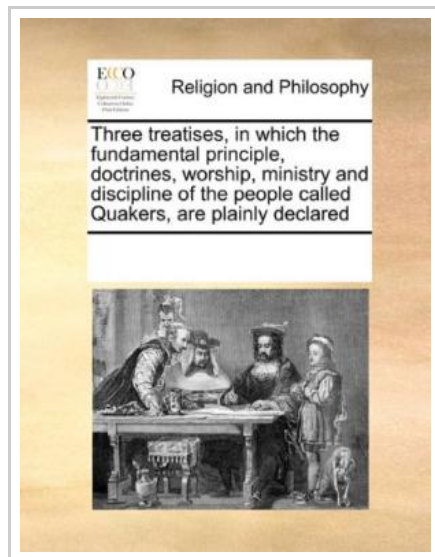 ECCO
Religion and Philosophy
Three treatises, in which the
fundamental principle,
doctrines, worship, ministry and
discipline of the people called
Quakers, are plainly declared